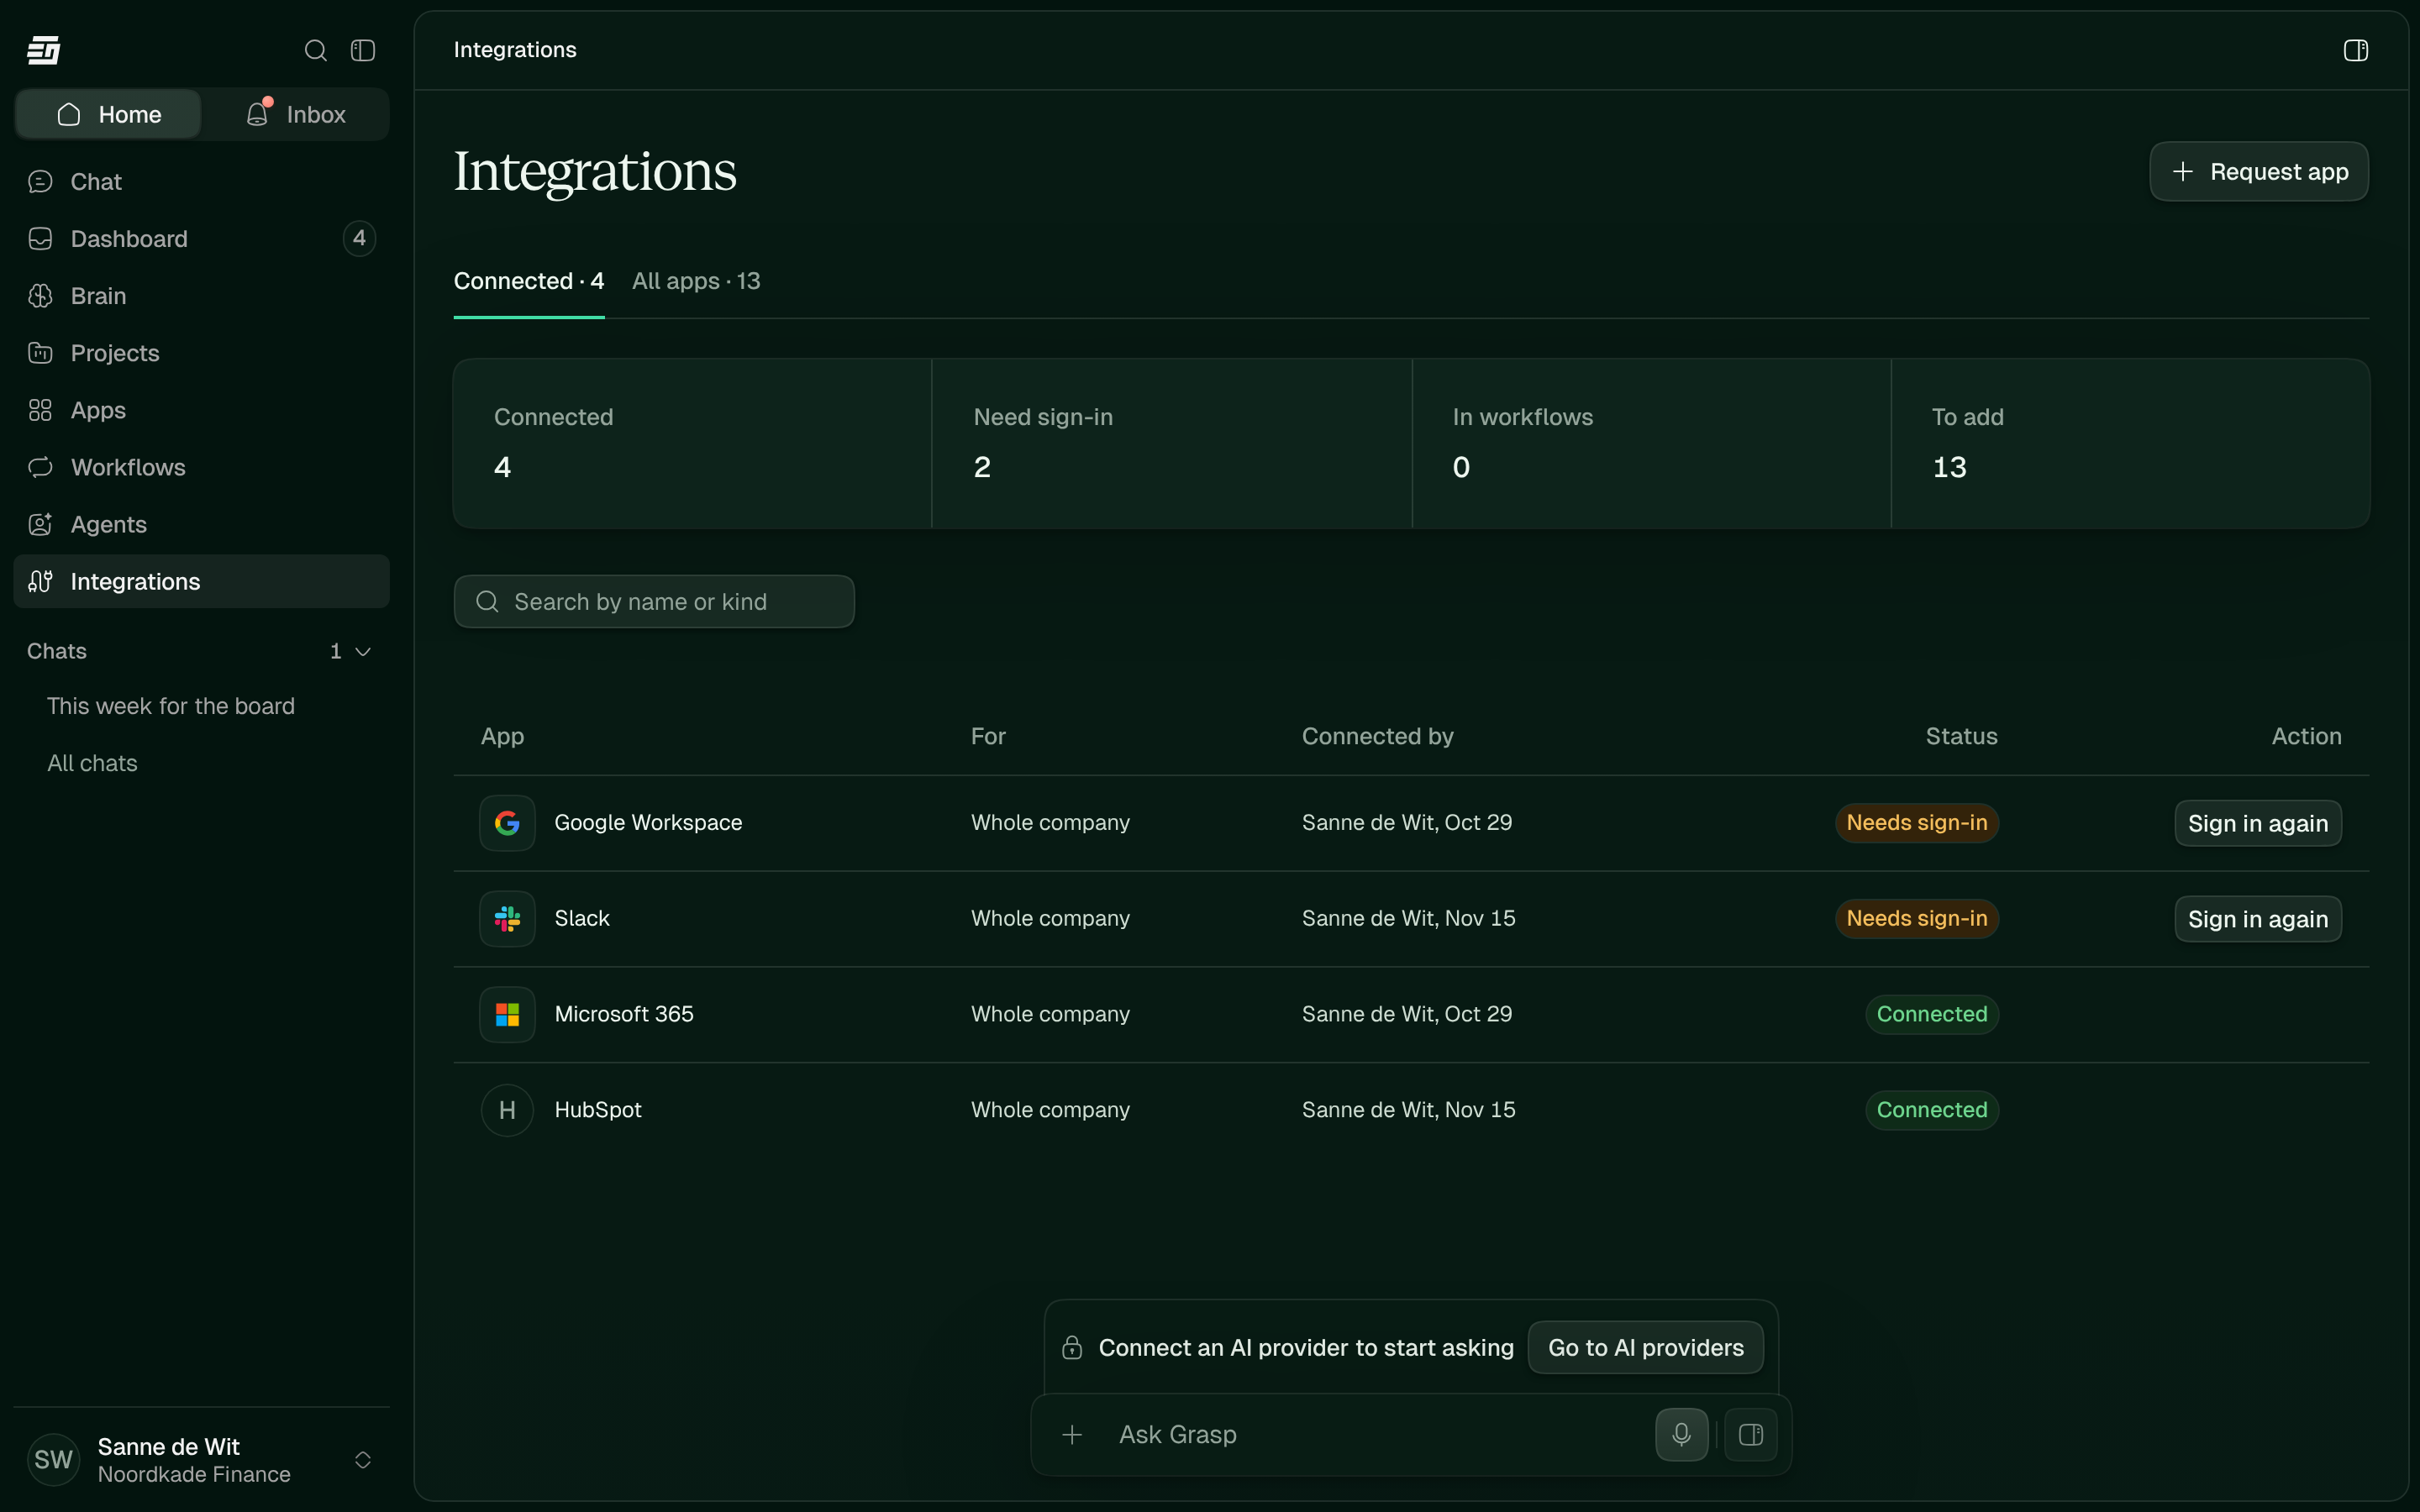 Home
Inbox
Chat
Dashboard 4
Brain
Projects
Apps
Workflows
Agents
Integrations
Chats 1
This week for the board
All chats
SW
Sanne de Wit
Noordkade Finance
Integrations
Integrations
Request app
Connected · 4
All apps · 13
Connected
4
Need sign-in
2
In workflows
0
To add
13
Search by name or kind
App For Connected by Status Action
Google Workspace Whole company Sanne de Wit, Oct 29 Needs sign-in Sign in again
Slack Whole company Sanne de Wit, Nov 15 Needs sign-in Sign in again
Microsoft 365 Whole company Sanne de Wit, Oct 29 Connected
H HubSpot Whole company Sanne de Wit, Nov 15 Connected
Connect an AI provider to start asking Go to AI providers
Ask Grasp